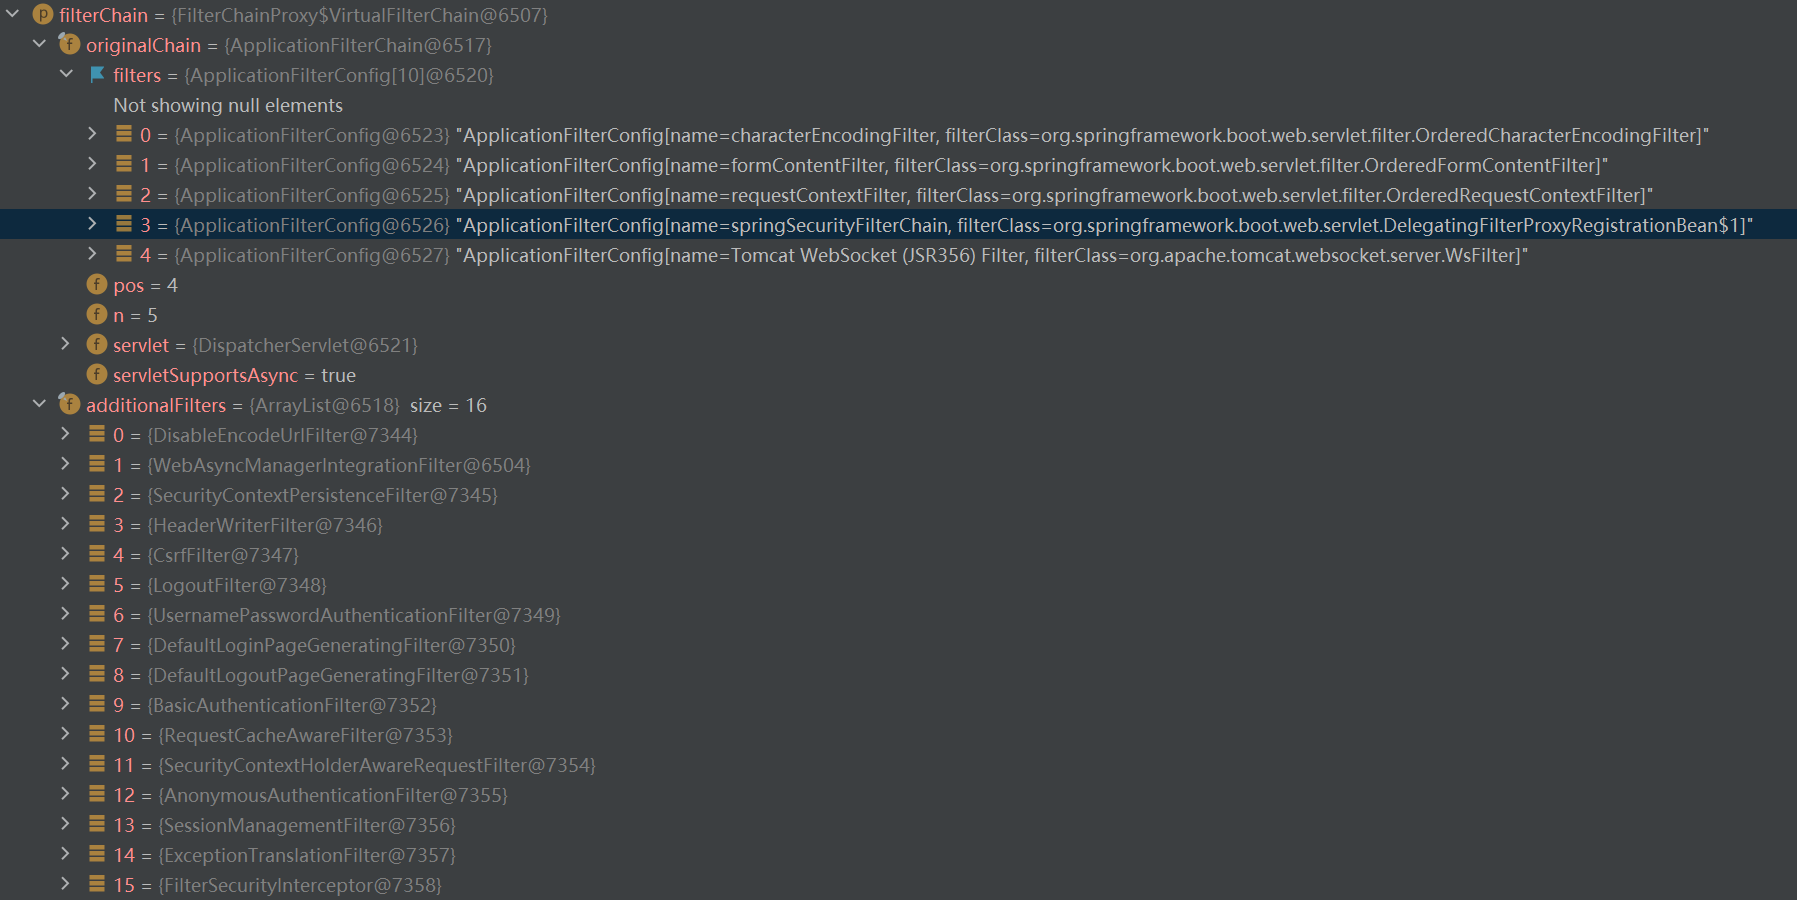 filterChain = {FilterChainProxy$VirtualFilterChain@6507}
originalChain = {ApplicationFilterChain@6517}
filters = {ApplicationFilterConfig[10]@6520}
Not showing null elements
0 = {ApplicationFilterConfig@6523} "ApplicationFilterConfig[name=characterEncodingFilter, filterClass=org.springframework.boot.web.servlet.filter.OrderedCharacterEncodingFilter]"
1 = {ApplicationFilterConfig@6524} "ApplicationFilterConfig[name=formContentFilter, filterClass=org.springframework.boot.web.servlet.filter.OrderedFormContentFilter]"
2 = {ApplicationFilterConfig@6525} "ApplicationFilterConfig[name=requestContextFilter, filterClass=org.springframework.boot.web.servlet.filter.OrderedRequestContextFilter]"
3 = {ApplicationFilterConfig@6526} "ApplicationFilterConfig[name=springSecurityFilterChain, filterClass=org.springframework.boot.web.servlet.DelegatingFilterProxyRegistrationBean$1]"
4 = {ApplicationFilterConfig@6527} "ApplicationFilterConfig[name=Tomcat WebSocket (JSR356) Filter, filterClass=org.apache.tomcat.websocket.server.WsFilter]"
pos = 4
n = 5
servlet = {DispatcherServlet@6521}
servletSupportsAsync = true
additionalFilters = {ArrayList@6518} size = 16
0 = {DisableEncodeUrlFilter@7344}
1 = {WebAsyncManagerIntegrationFilter@6504}
2 = {SecurityContextPersistenceFilter@7345}
3 = {HeaderWriterFilter@7346}
4 = {CsrfFilter@7347}
5 = {LogoutFilter@7348}
6 = {UsernamePasswordAuthenticationFilter@7349}
7 = {DefaultLoginPageGeneratingFilter@7350}
8 = {DefaultLogoutPageGeneratingFilter@7351}
9 = {BasicAuthenticationFilter@7352}
10 = {RequestCacheAwareFilter@7353}
11 = {SecurityContextHolderAwareRequestFilter@7354}
12 = {AnonymousAuthenticationFilter@7355}
13 = {SessionManagementFilter@7356}
14 = {ExceptionTranslationFilter@7357}
15 = {FilterSecurityInterceptor@7358}